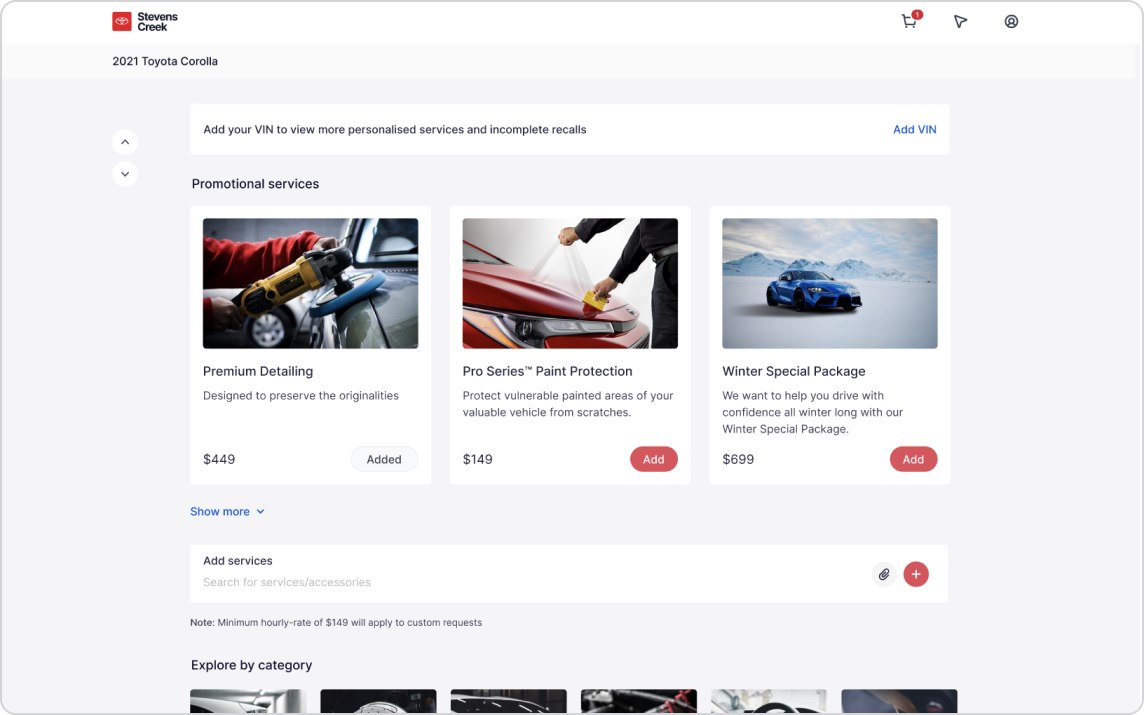 Stevens
Creek
1
2021 Toyota Corolla
Add your VIN to view more personalised services and incomplete recalls
Add VIN
Promotional services
Premium Detailing
Designed to preserve the originalities
$449
Added
Pro Series™ Paint Protection
Protect vulnerable painted areas of your
valuable vehicle from scratches.
$149
Add
Winter Special Package
We want to help you drive with
confidence all winter long with our
Winter Special Package.
$699
Add
Show more
Add services
Search for services/accessories
Note: Minimum hourly-rate of $149 will apply to custom requests
Explore by category